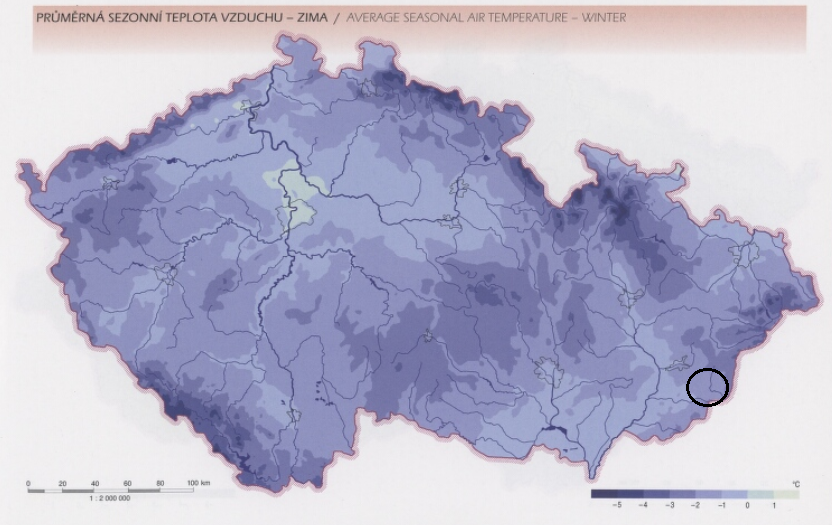 PRŮMĚRNÁ SEZONNÍ TEPLOTA VZDUCHU – ZIMA / AVERAGE SEASONAL AIR TEMPERATURE – WINTER
0 20 40 60 80 100 km
1 : 2 000 000
°C
−5 −4 −3 −2 −1 0 1